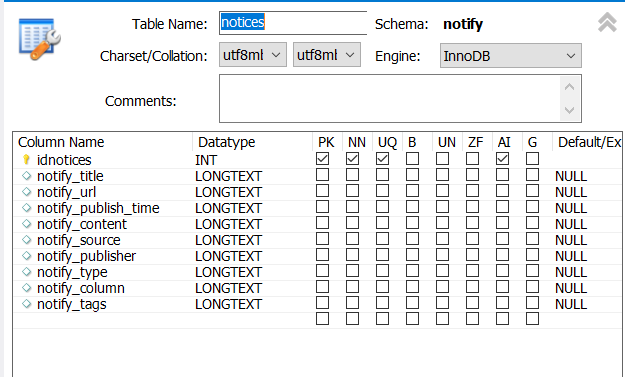 Table Name: notices Schema: notify
Charset/Collation: utf8ml utf8ml Engine: InnoDB
Comments:
Column Name Datatype PK NN UQ B UN ZF AI G Default/Ex
idnotices INT
notify_title LONGTEXT NULL
notify_url LONGTEXT NULL
notify_publish_time LONGTEXT NULL
notify_content LONGTEXT NULL
notify_source LONGTEXT NULL
notify_publisher LONGTEXT NULL
notify_type LONGTEXT NULL
notify_column LONGTEXT NULL
notify_tags LONGTEXT NULL